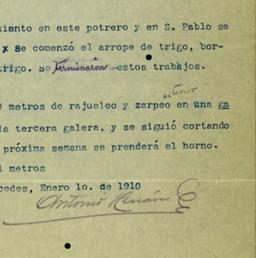 miento en este potrero y en S. Pablo se
x Se comenzó el arrope de trigo, bor-
trigo. Se terminaron estos trabajos.
metros de rajuelco y zarpeo en una ga
la tercera galera, y se siguió cortando
próxima semana se prenderá el horno.
metros
cedes, Enero 1o. de 1910
Antonio